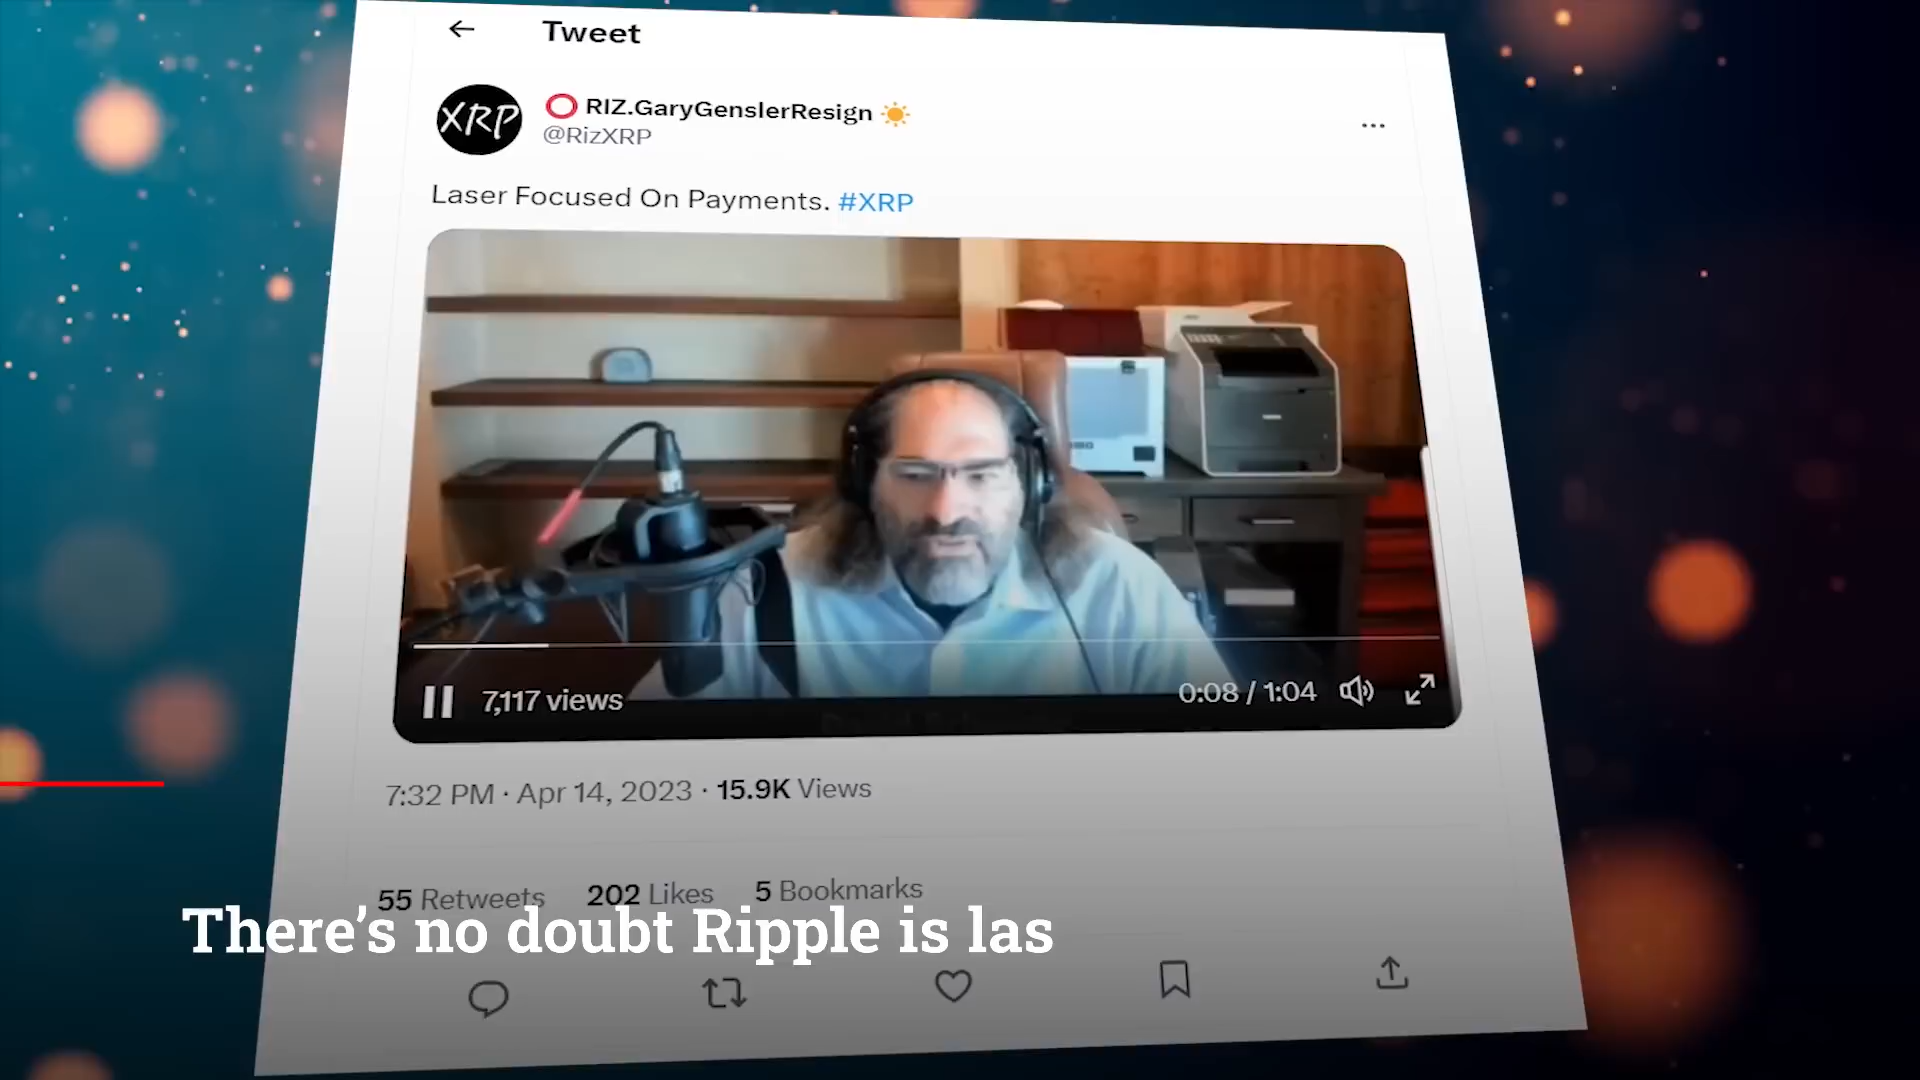 Tweet
XRP
RIZ.GaryGenslerResign
@RizXRP
Laser Focused On Payments. #XRP
7,117 views
0:08 / 1:04
7:32 PM · Apr 14, 2023 · 15.9K Views
55 Retweets 202 Likes 5 Bookmarks
There's no doubt Ripple is las